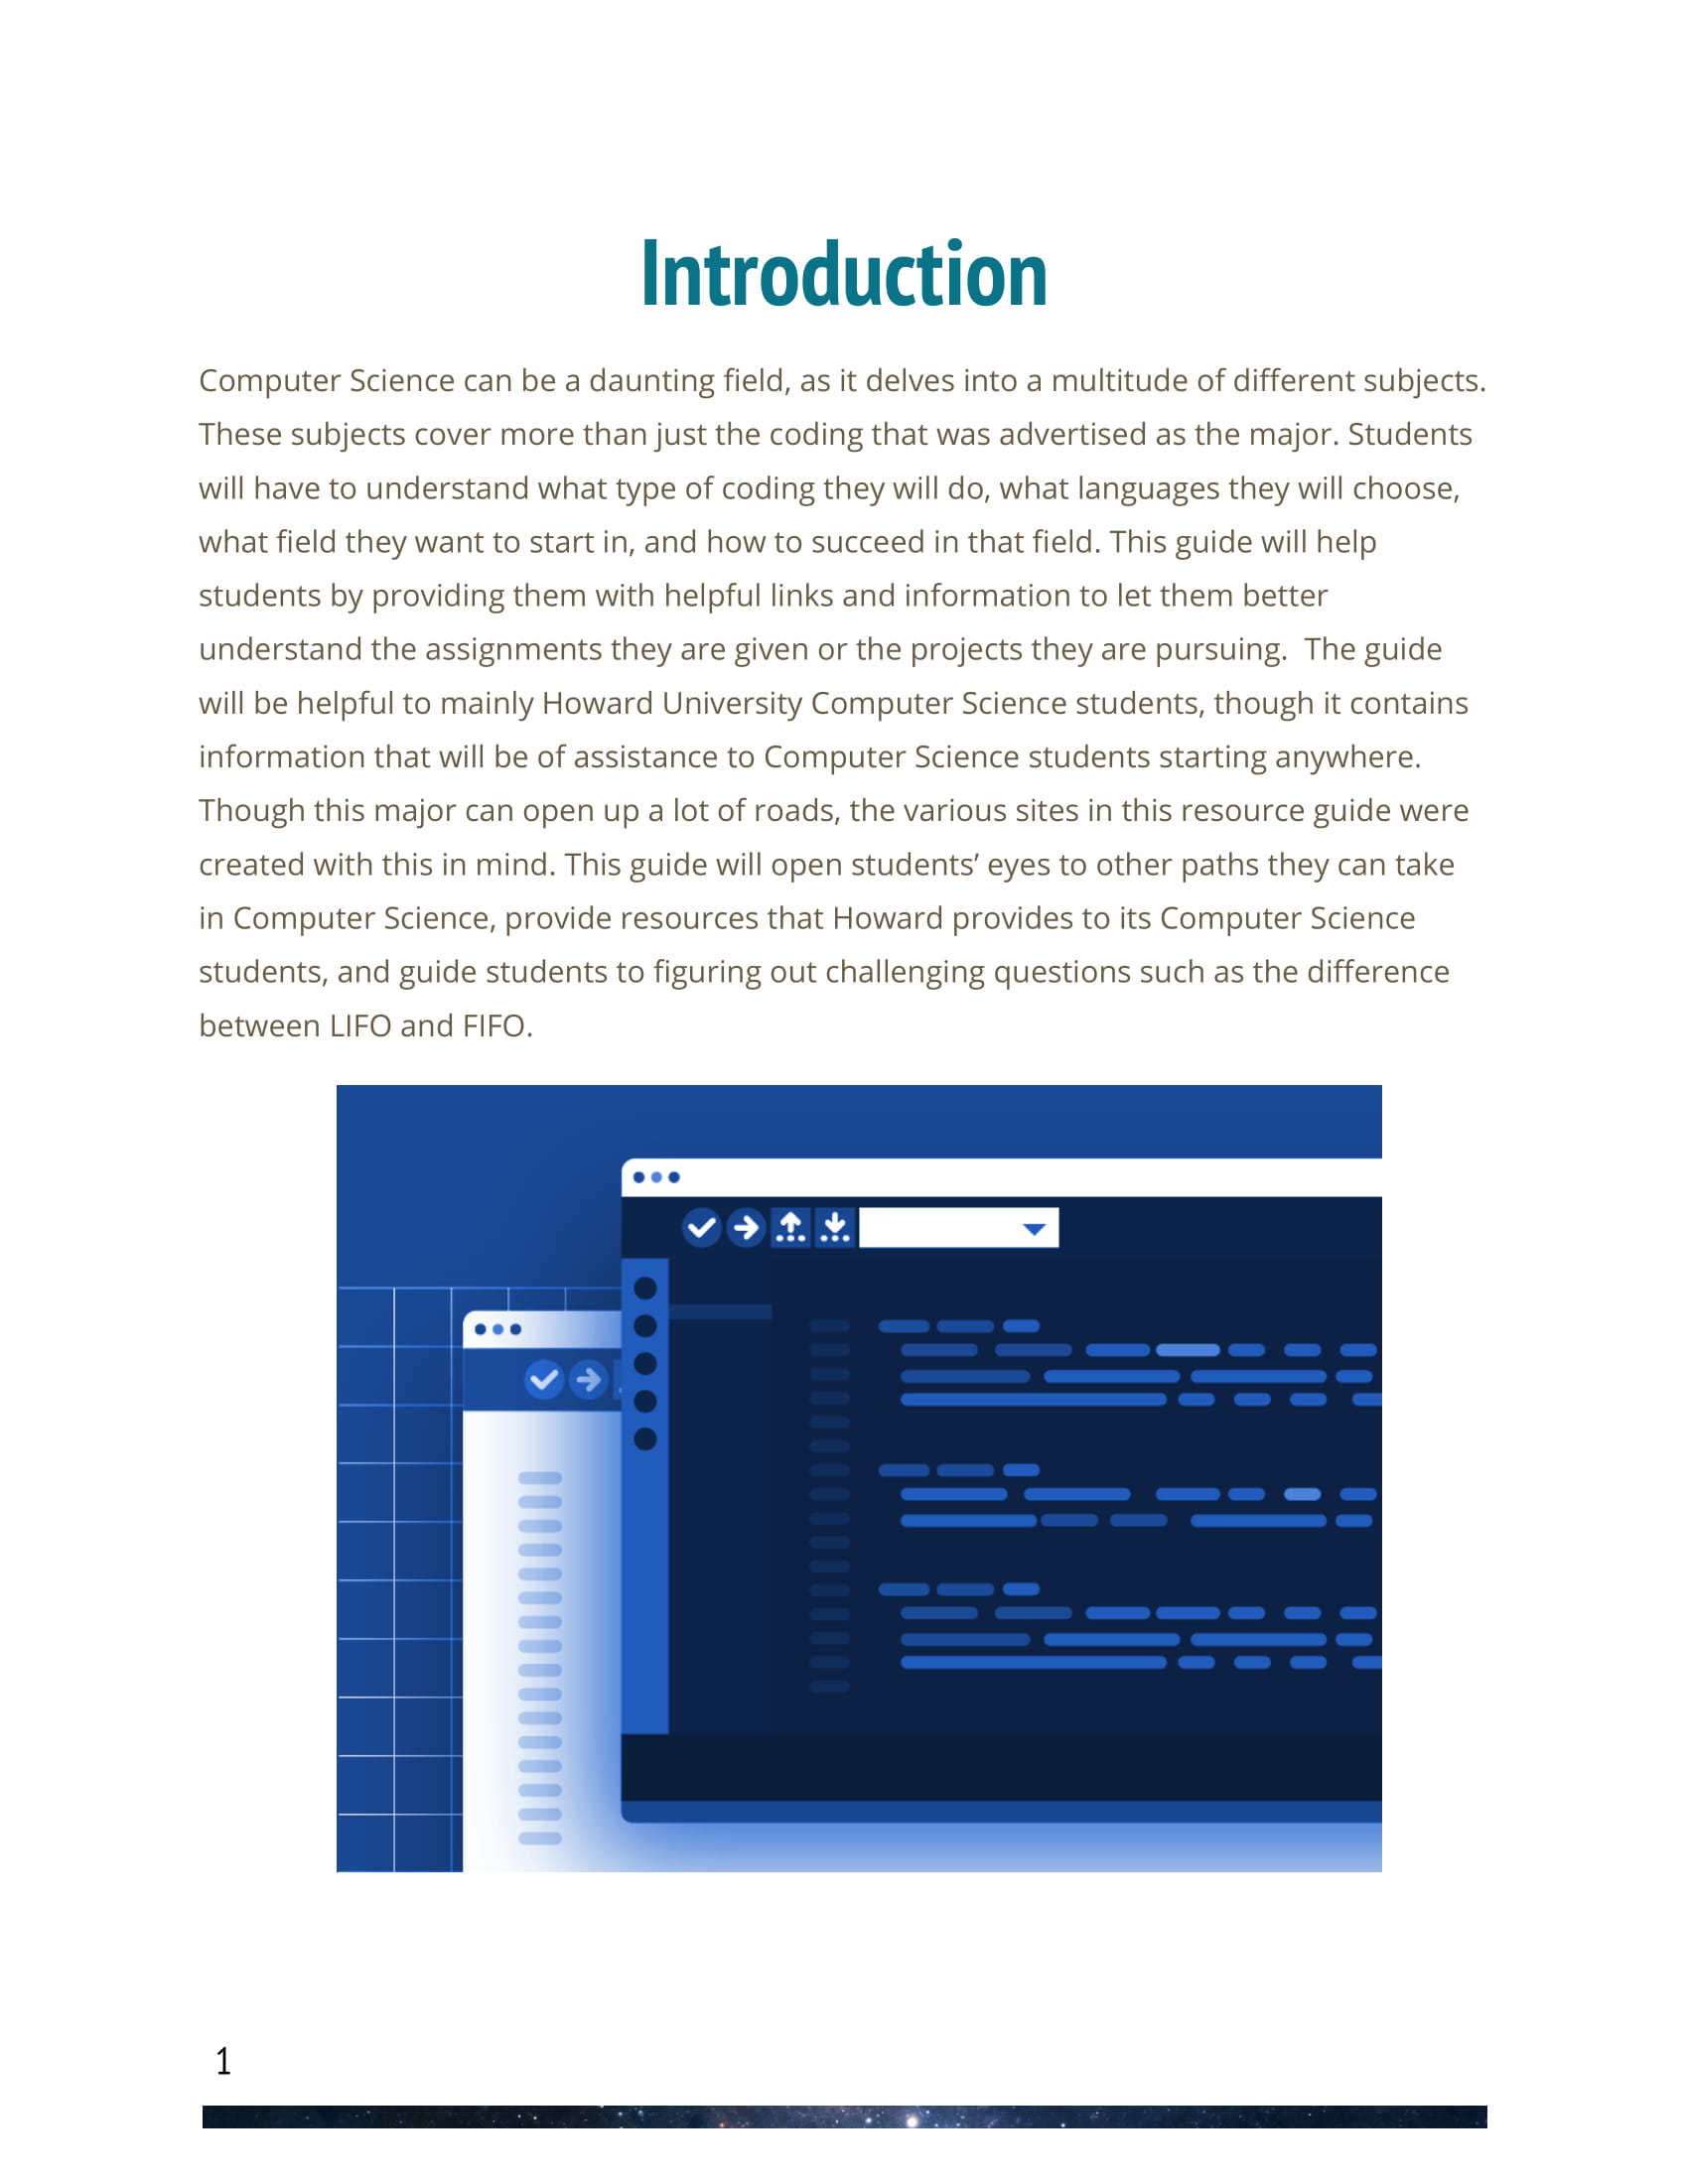 Introduction
Computer Science can be a daunting field, as it delves into a multitude of different subjects.
These subjects cover more than just the coding that was advertised as the major. Students
will have to understand what type of coding they will do, what languages they will choose,
what field they want to start in, and how to succeed in that field. This guide will help
students by providing them with helpful links and information to let them better
understand the assignments they are given or the projects they are pursuing.  The guide
will be helpful to mainly Howard University Computer Science students, though it contains
information that will be of assistance to Computer Science students starting anywhere.
Though this major can open up a lot of roads, the various sites in this resource guide were
created with this in mind. This guide will open students’ eyes to other paths they can take
in Computer Science, provide resources that Howard provides to its Computer Science
students, and guide students to figuring out challenging questions such as the difference
between LIFO and FIFO.
1